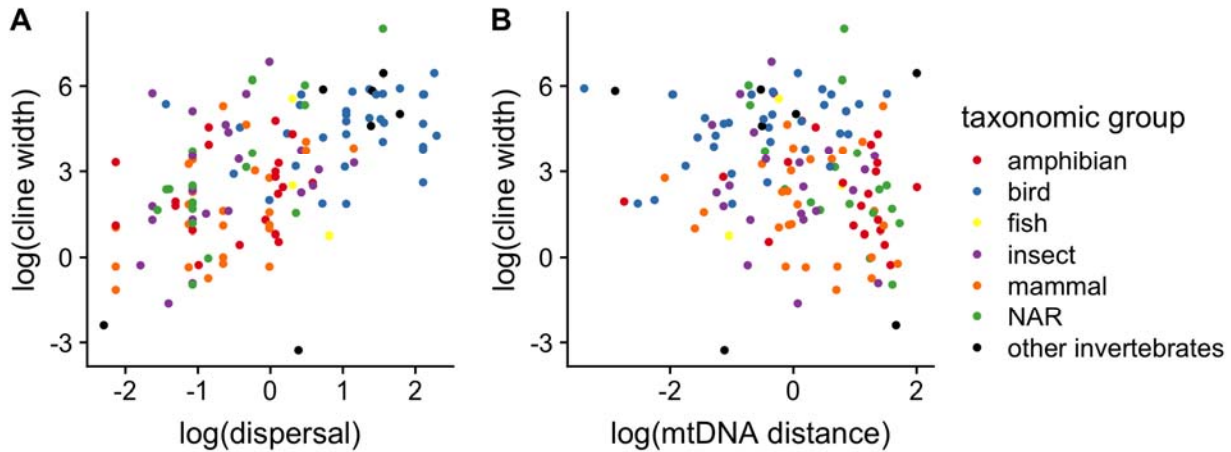 A
B
log(cline width)
6
3
0
-3
-2
-1
0
1
2
log(dispersal)
log(cline width)
6
3
0
-3
-2
0
2
log(mtDNA distance)
taxonomic group
amphibian
bird
fish
insect
mammal
NAR
other invertebrates